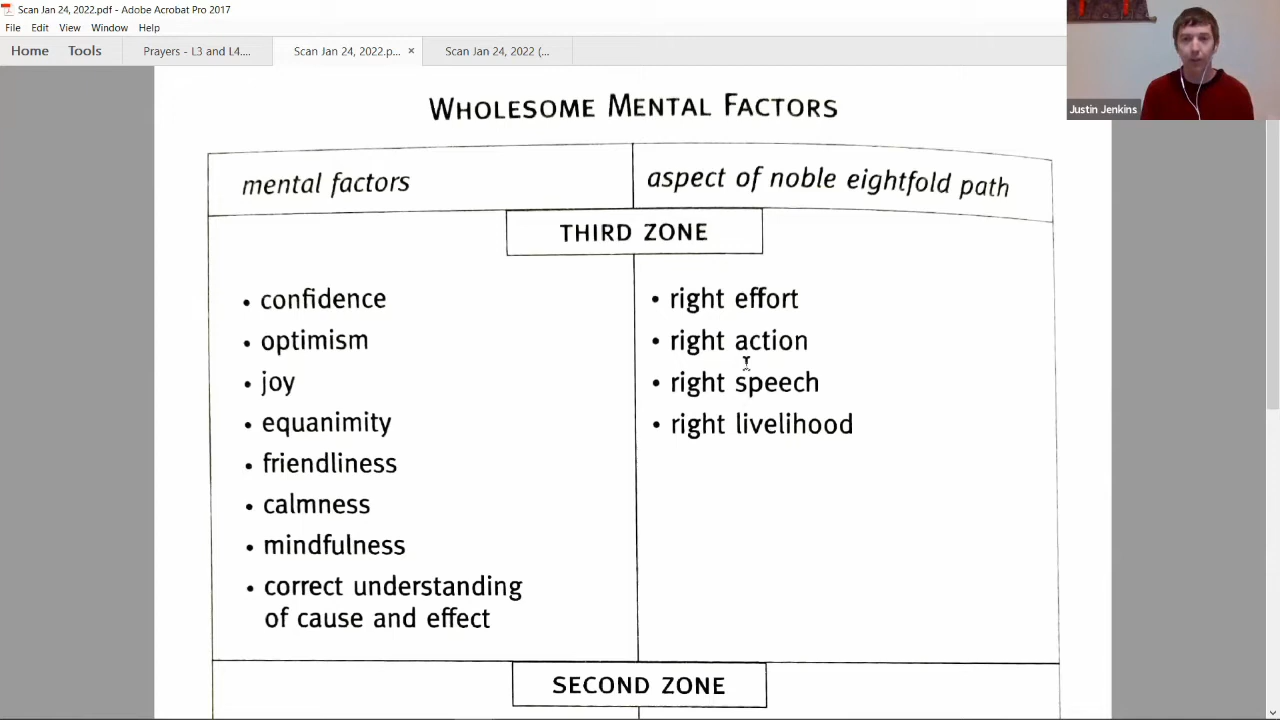 Scan Jan 24, 2022.pdf - Adobe Acrobat Pro 2017
File Edit View Window Help
Home Tools Prayers - L3 and L4.... Scan Jan 24, 2022.p... × Scan Jan 24, 2022 (...
Justin Jenkins
WHOLESOME MENTAL FACTORS
mental factors
aspect of noble eightfold path
THIRD ZONE
• confidence
• optimism
• joy
• equanimity
• friendliness
• calmness
• mindfulness
• correct understanding
of cause and effect
• right effort
• right action
• right speech
• right livelihood
SECOND ZONE